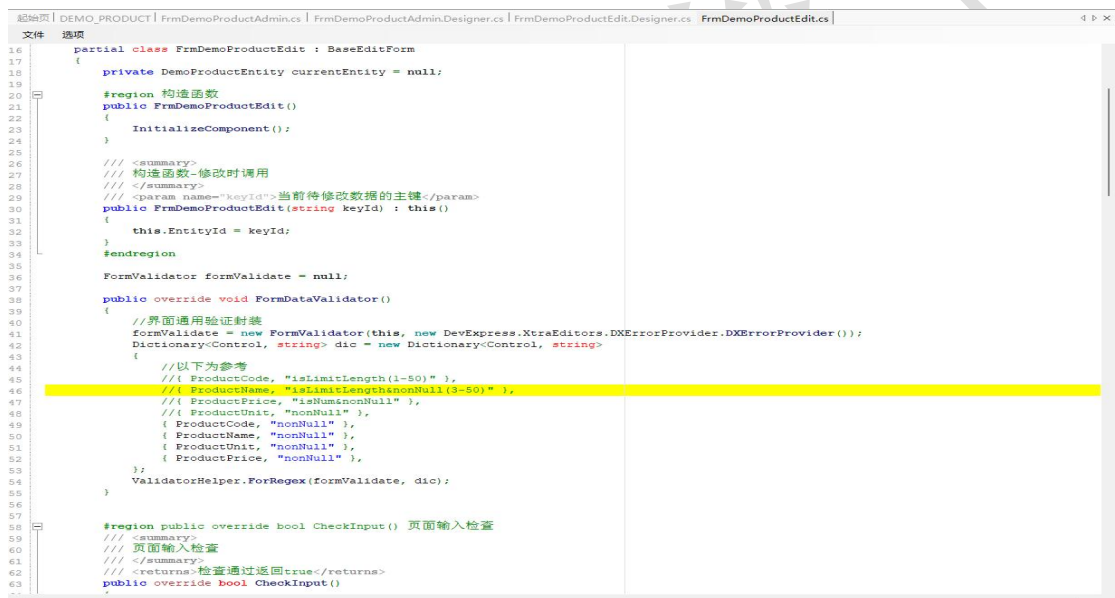 起始页 DEMO_PRODUCT FrmDemoProductAdmin.cs FrmDemoProductAdmin.Designer.cs FrmDemoProductEdit.Designer.cs FrmDemoProductEdit.cs
文件 选项
16 partial class FrmDemoProductEdit : BaseEditForm
17 {
18 private DemoProductEntity currentEntity = null;
19
20 #region 构造函数
21 public FrmDemoProductEdit()
22 {
23 InitializeComponent();
24 }
25
26 /// <summary>
27 /// 构造函数-修改时调用
28 /// </summary>
29 /// <param name="keyId">当前待修改数据的主键</param>
30 public FrmDemoProductEdit(string keyId) : this()
31 {
32 this.EntityId = keyId;
33 }
34 #endregion
35
36 FormValidator formValidate = null;
37
38 public override void FormDataValidator()
39 {
40 //界面通用验证封装
41 formValidate = new FormValidator(this, new DevExpress.XtraEditors.DXErrorProvider.DXErrorProvider());
42 Dictionary<Control, string> dic = new Dictionary<Control, string>
43 {
44 //以下为参考
45 //{ ProductCode, "isLimitLength(1-50)" },
46 //{ ProductName, "isLimitLength&nonNull(3-50)" },
47 //{ ProductPrice, "isNum&nonNull" },
48 //{ ProductUnit, "nonNull" },
49 { ProductCode, "nonNull" },
50 { ProductName, "nonNull" },
51 { ProductUnit, "nonNull" },
52 { ProductPrice, "nonNull" },
53 };
54 ValidatorHelper.ForRegex(formValidate, dic);
55 }
56
57
58 #region public override bool CheckInput() 页面输入检查
59 /// <summary>
60 /// 页面输入检查
61 /// </summary>
62 /// <returns>检查通过返回true</returns>
63 public override bool CheckInput()